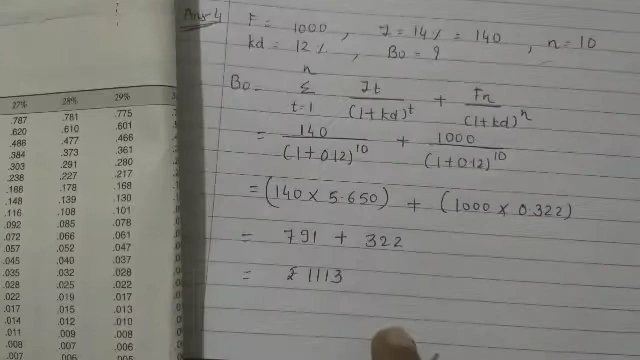 Ans-4 F = 1000 , I = 14% = 140 , n = 10
kd = 12% , B0 = ?
B0 = n Σ t=1 It / (1+kd)^t + Fn / (1+kd)^n
= 140 / (1+0.12)^10 + 1000 / (1+0.12)^10
= (140 × 5.650) + (1000 × 0.322)
= 791 + 322
= ₹ 1113
27% 28% 29%
.787 .781 .775
.620 .610 .601
.488 .477 .466
.384 .373 .361
.303 .291 .280
.238 .227 .217
.188 .178 .168
.148 .139 .130
.116 .108 .101
.092 .085 .078
.072 .066 .061
.057 .052 .047
.045 .040 .037
.035 .032 .028
.028 .025 .022
.022 .019 .017
.017 .015 .013
.014 .012 .010
.011 .009 .008
.008 .007 .006
.007 .006